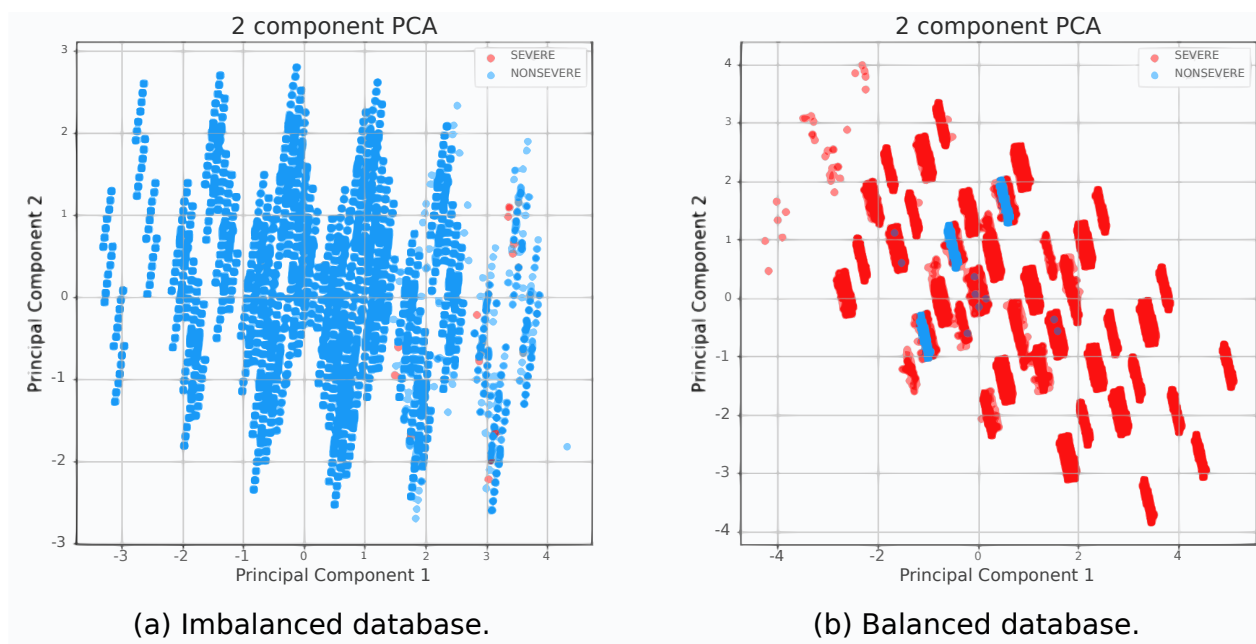 2 component PCA
SEVERE
NONSEVERE
3
2
1
0
-1
-2
-3
-3
-2
-1
0
1
2
3
4
Principal Component 2
Principal Component 1
(a) Imbalanced database.
2 component PCA
SEVERE
NONSEVERE
4
3
2
1
0
-1
-2
-3
-4
-4
-2
0
2
4
Principal Component 2
Principal Component 1
(b) Balanced database.